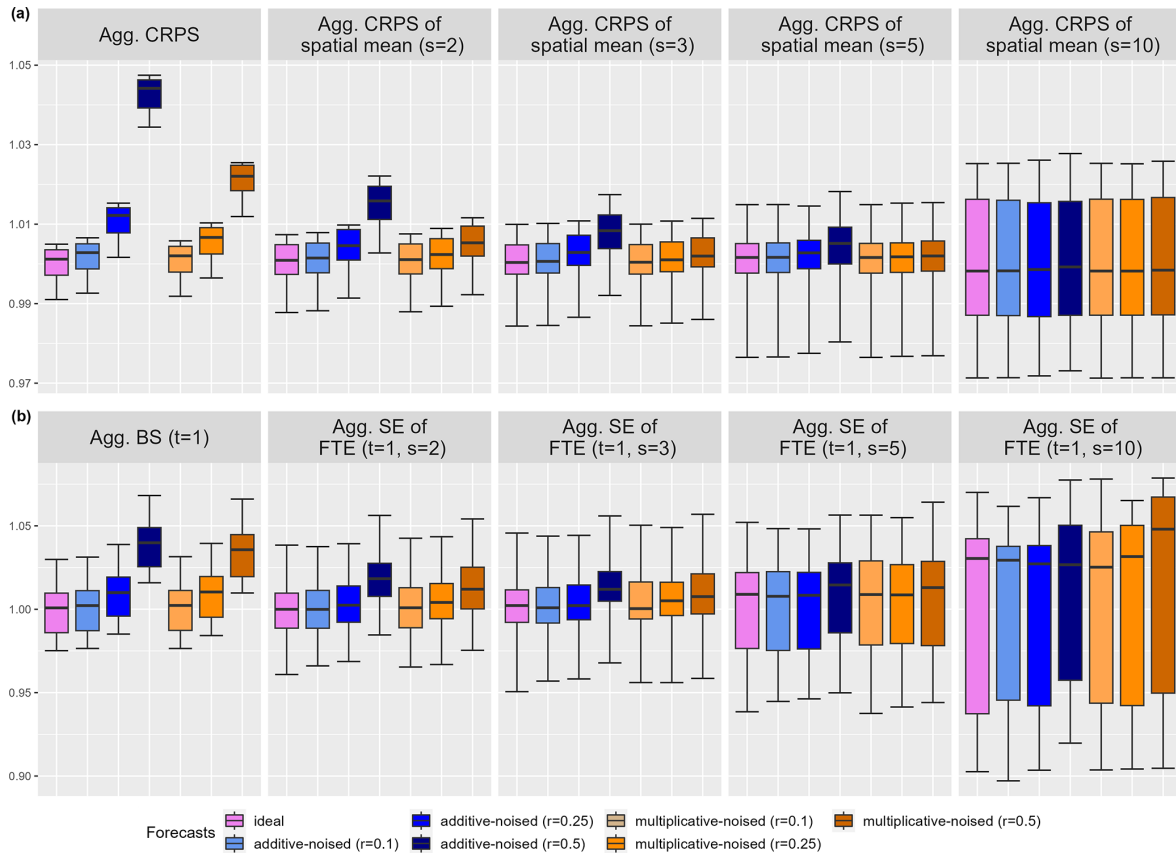 (a)
Agg. CRPS
Agg. CRPS of
spatial mean (s=2)
Agg. CRPS of
spatial mean (s=3)
Agg. CRPS of
spatial mean (s=5)
Agg. CRPS of
spatial mean (s=10)
1.05
1.03
1.01
0.99
0.97
(b)
Agg. BS (t=1)
Agg. SE of
FTE (t=1, s=2)
Agg. SE of
FTE (t=1, s=3)
Agg. SE of
FTE (t=1, s=5)
Agg. SE of
FTE (t=1, s=10)
1.05
1.00
0.95
0.90
Forecasts
ideal
additive-noised (r=0.1)
additive-noised (r=0.25)
additive-noised (r=0.5)
multiplicative-noised (r=0.1)
multiplicative-noised (r=0.25)
multiplicative-noised (r=0.5)